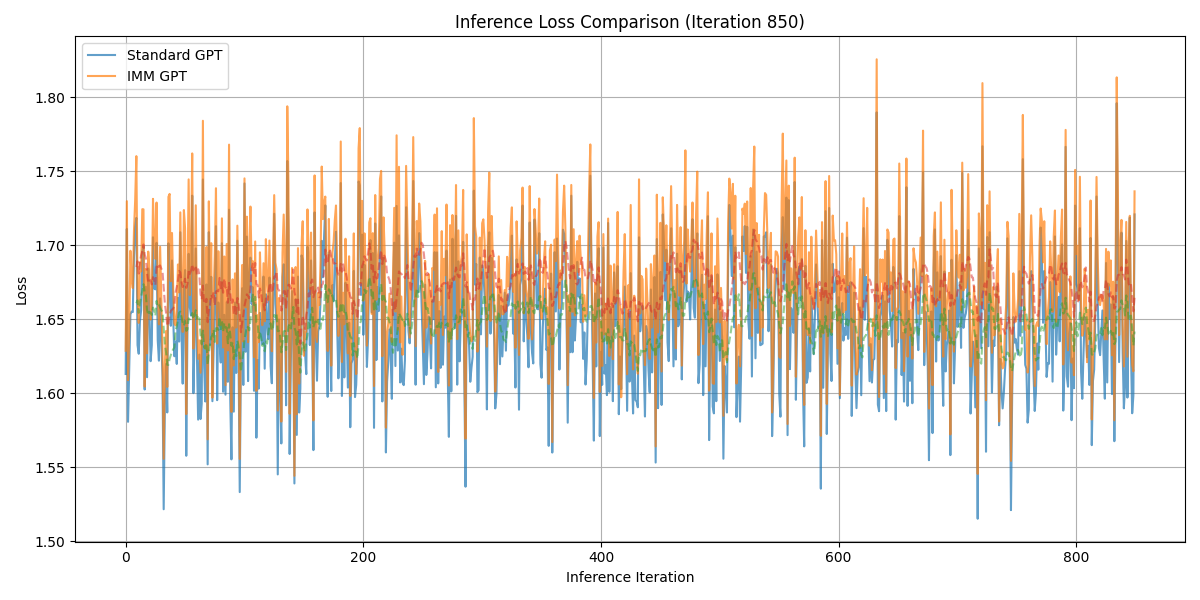 Inference Loss Comparison (Iteration 850)
Standard GPT
IMM GPT
Loss
1.80
1.75
1.70
1.65
1.60
1.55
1.50
0 200 400 600 800
Inference Iteration